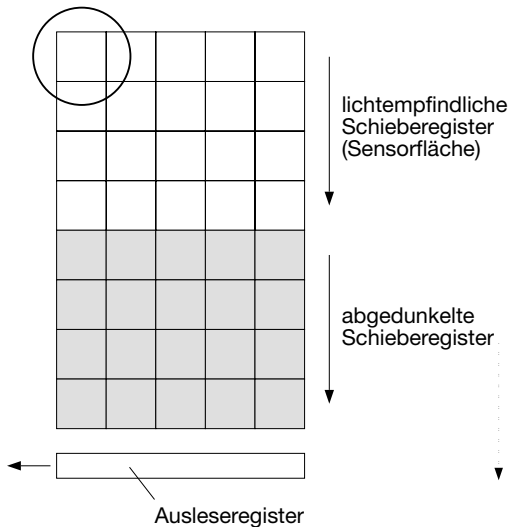 lichtempfindliche
Schieberegister
(Sensorfläche)
abgedunkelte
Schieberegister
Ausleseregister